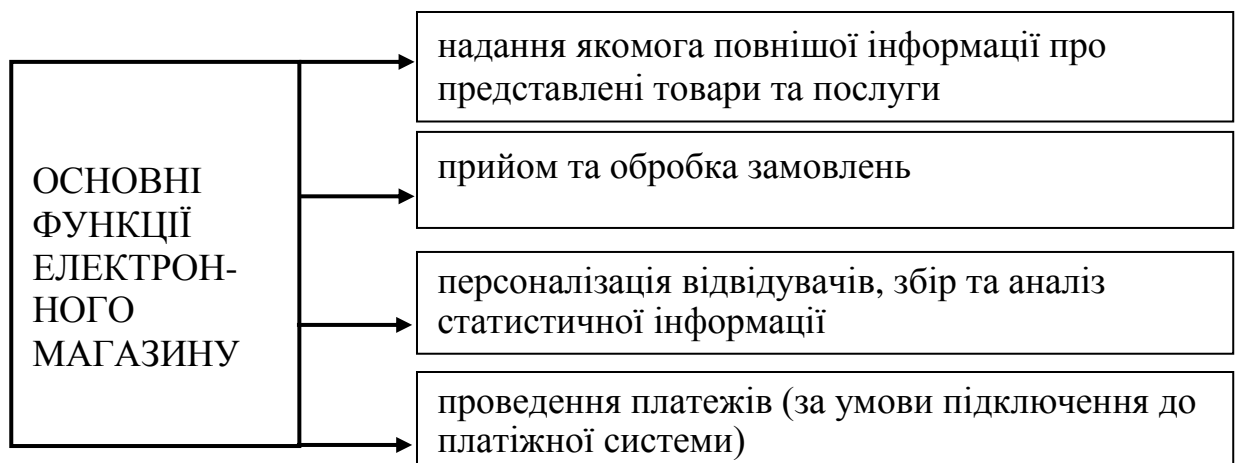 ОСНОВНІ
ФУНКЦІЇ
ЕЛЕКТРОН-
НОГО
МАГАЗИНУ
надання якомога повнішої інформації про
представлені товари та послуги
прийом та обробка замовлень
персоналізація відвідувачів, збір та аналіз
статистичної інформації
проведення платежів (за умови підключення до
платіжної системи)